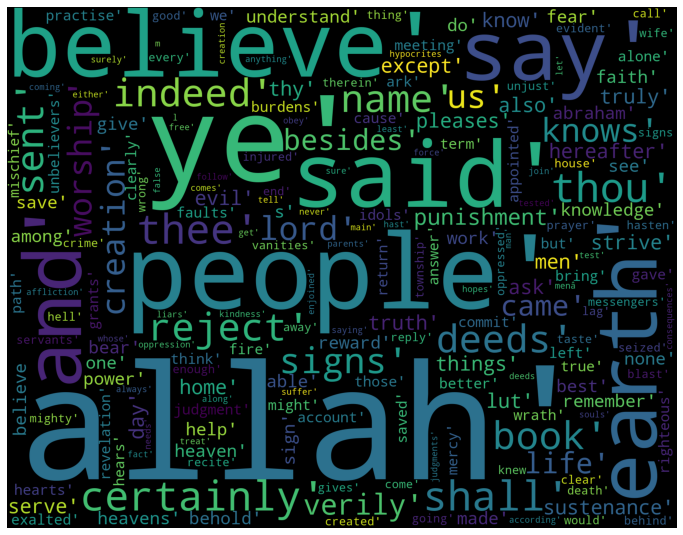 practise' good' we' understand' thing' know' fear' evident' call'
believe' say' do' wife'
m every' creation' hypocrites' surely' anything' meeting' let'
mischief' sent' unbelievers' worship' indeed' name' us' except' therein' ark' faith' alone' unjust'
either' coming' thy' burdens' also' truly' abraham'
give' l free' ye' besides' cause' obey' least' pleases' knows' signs'
save' clearly' wrong' false' injured' said' term' appointed' force' join' sure' hereafter' house' see' thou'
and' creation' evil' follow' comes' end' tell' never' idols' punishment' knowledge' tested'
among' crime' faults' s' thee' lord' vanities' get' main' hast' parents' but' prayer' hasten' strive'
path' hell' affliction' grants' people' return' township' answer' work' oppressed' man' men' test' bring' messengers'
servants' whose' liars' kindness' enjoined' hopes' ask' mena' gave' earth'
bear' oppression' reject' away' saying' reply' truth' came' commit' lag' seized' consequences'
believe' one' think' enough' fire' signs' reward' those' things' deeds' left' taste' none' blast'
power' home' along' suffer' able' better' deeds' true' best' righteous'
mighty' always' day' judgment' treat' might' account' saved' lut' wrath' remember'
revelation' needs' help' sign' allah' mercy' book' souls'
hears' fact' heaven' recite' judgments' knew' life' clear'
hearts' gives' come' death'
serve' certainly' verily' shall' sustenance'
exalted' heavens' behold' created' going' made' according' would' behind'